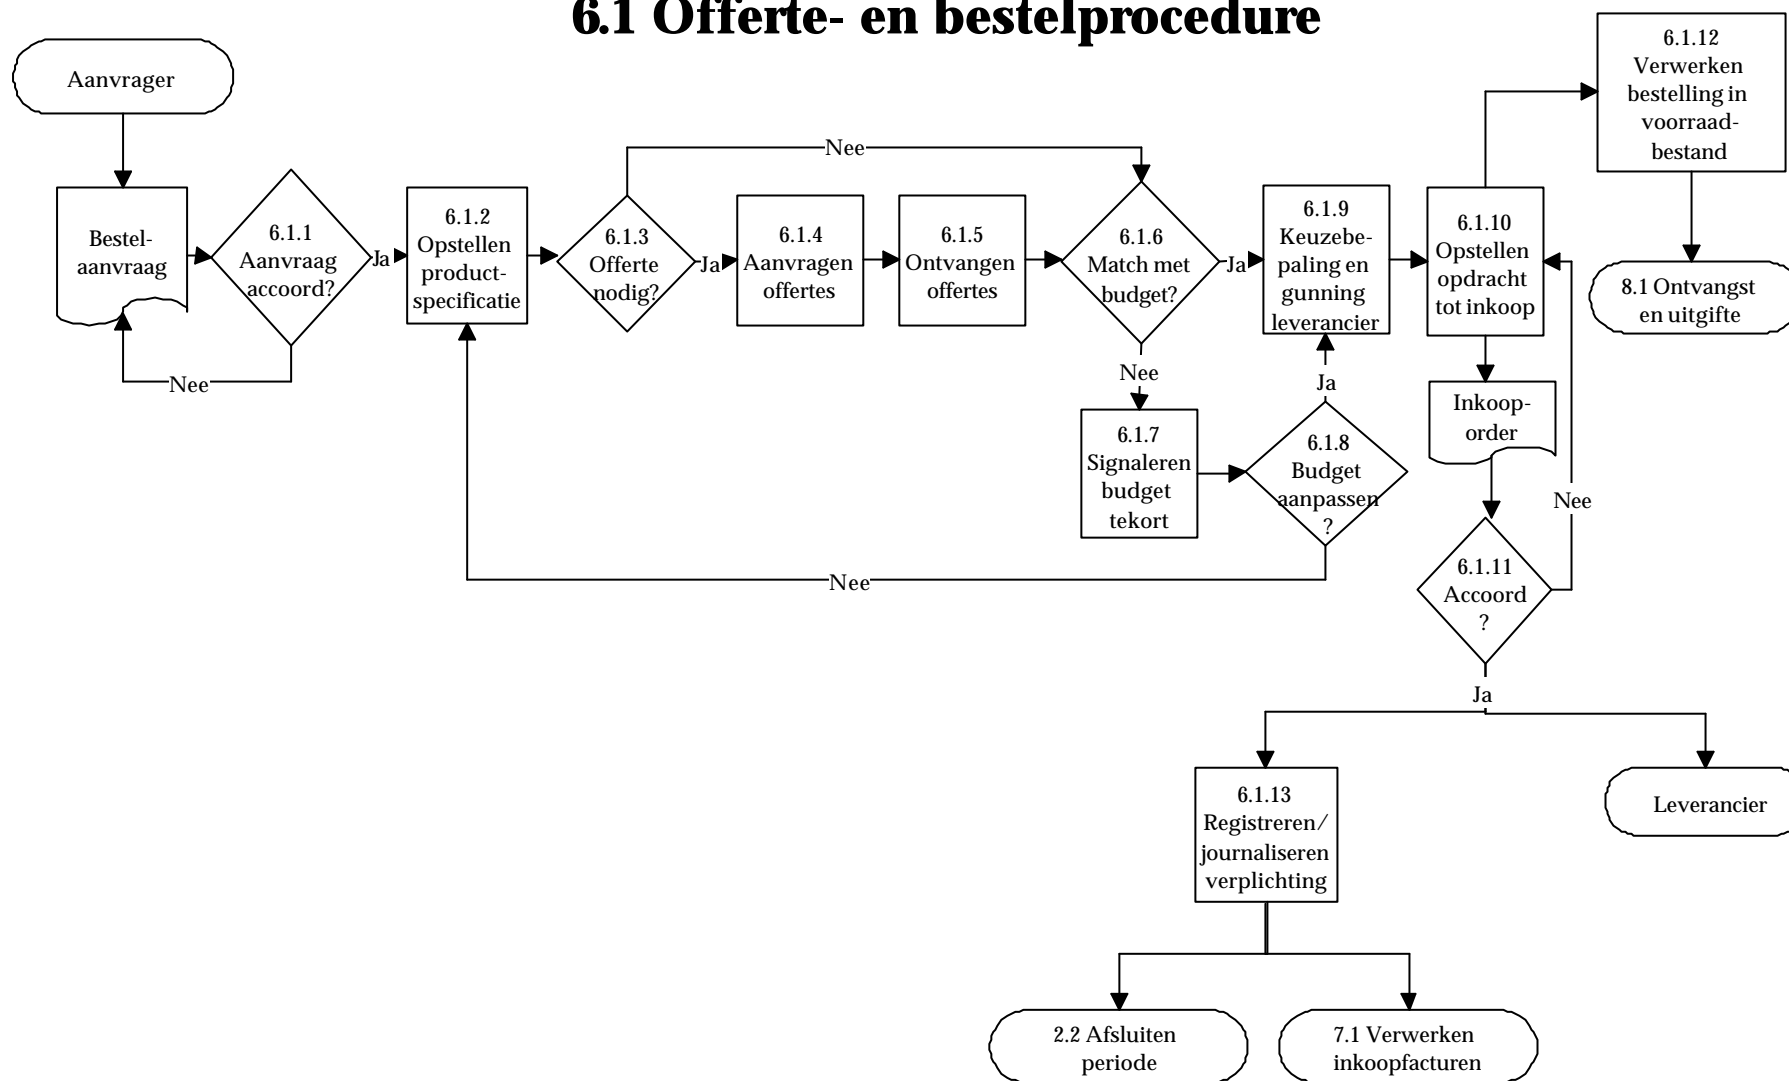 6.1 Offerte- en bestelprocedure
Aanvrager
Bestel-
aanvraag
6.1.1
Aanvraag
accoord?
Ja
Nee
6.1.2
Opstellen
product-
specificatie
6.1.3
Offerte
nodig?
Nee
Ja
6.1.4
Aanvragen
offertes
6.1.5
Ontvangen
offertes
6.1.6
Match met
budget?
Ja
Nee
6.1.7
Signaleren
budget
tekort
6.1.8
Budget
aanpassen
?
Ja
Nee
6.1.9
Keuzebe-
paling en
gunning
leverancier
6.1.10
Opstellen
opdracht
tot inkoop
Inkoop-
order
6.1.11
Accoord
?
Nee
Ja
6.1.12
Verwerken
bestelling in
voorraad-
bestand
8.1 Ontvangst
en uitgifte
6.1.13
Registreren/
journaliseren
verplichting
Leverancier
2.2 Afsluiten
periode
7.1 Verwerken
inkoopfacturen